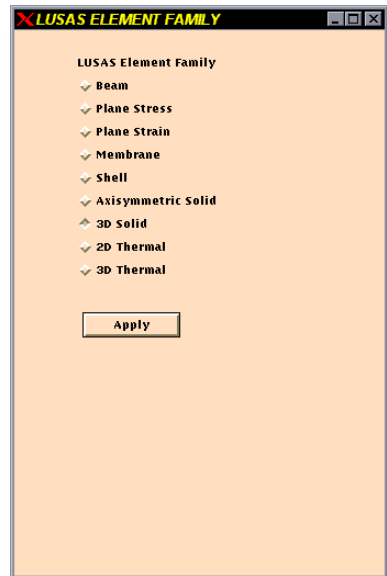 LUSAS ELEMENT FAMILY
LUSAS Element Family
Beam
Plane Stress
Plane Strain
Membrane
Shell
Axisymmetric Solid
3D Solid
2D Thermal
3D Thermal
Apply